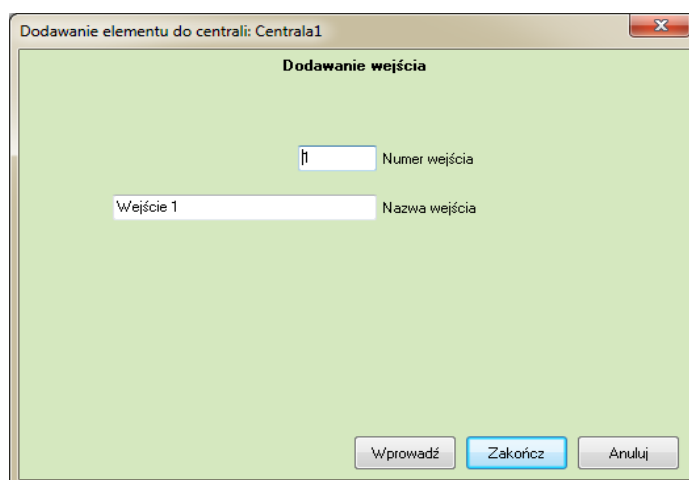 Dodawanie elementu do centrali: Centrala1
Dodawanie wejścia
1 Numer wejścia
Wejście 1 Nazwa wejścia
Wprowadź Zakończ Anuluj